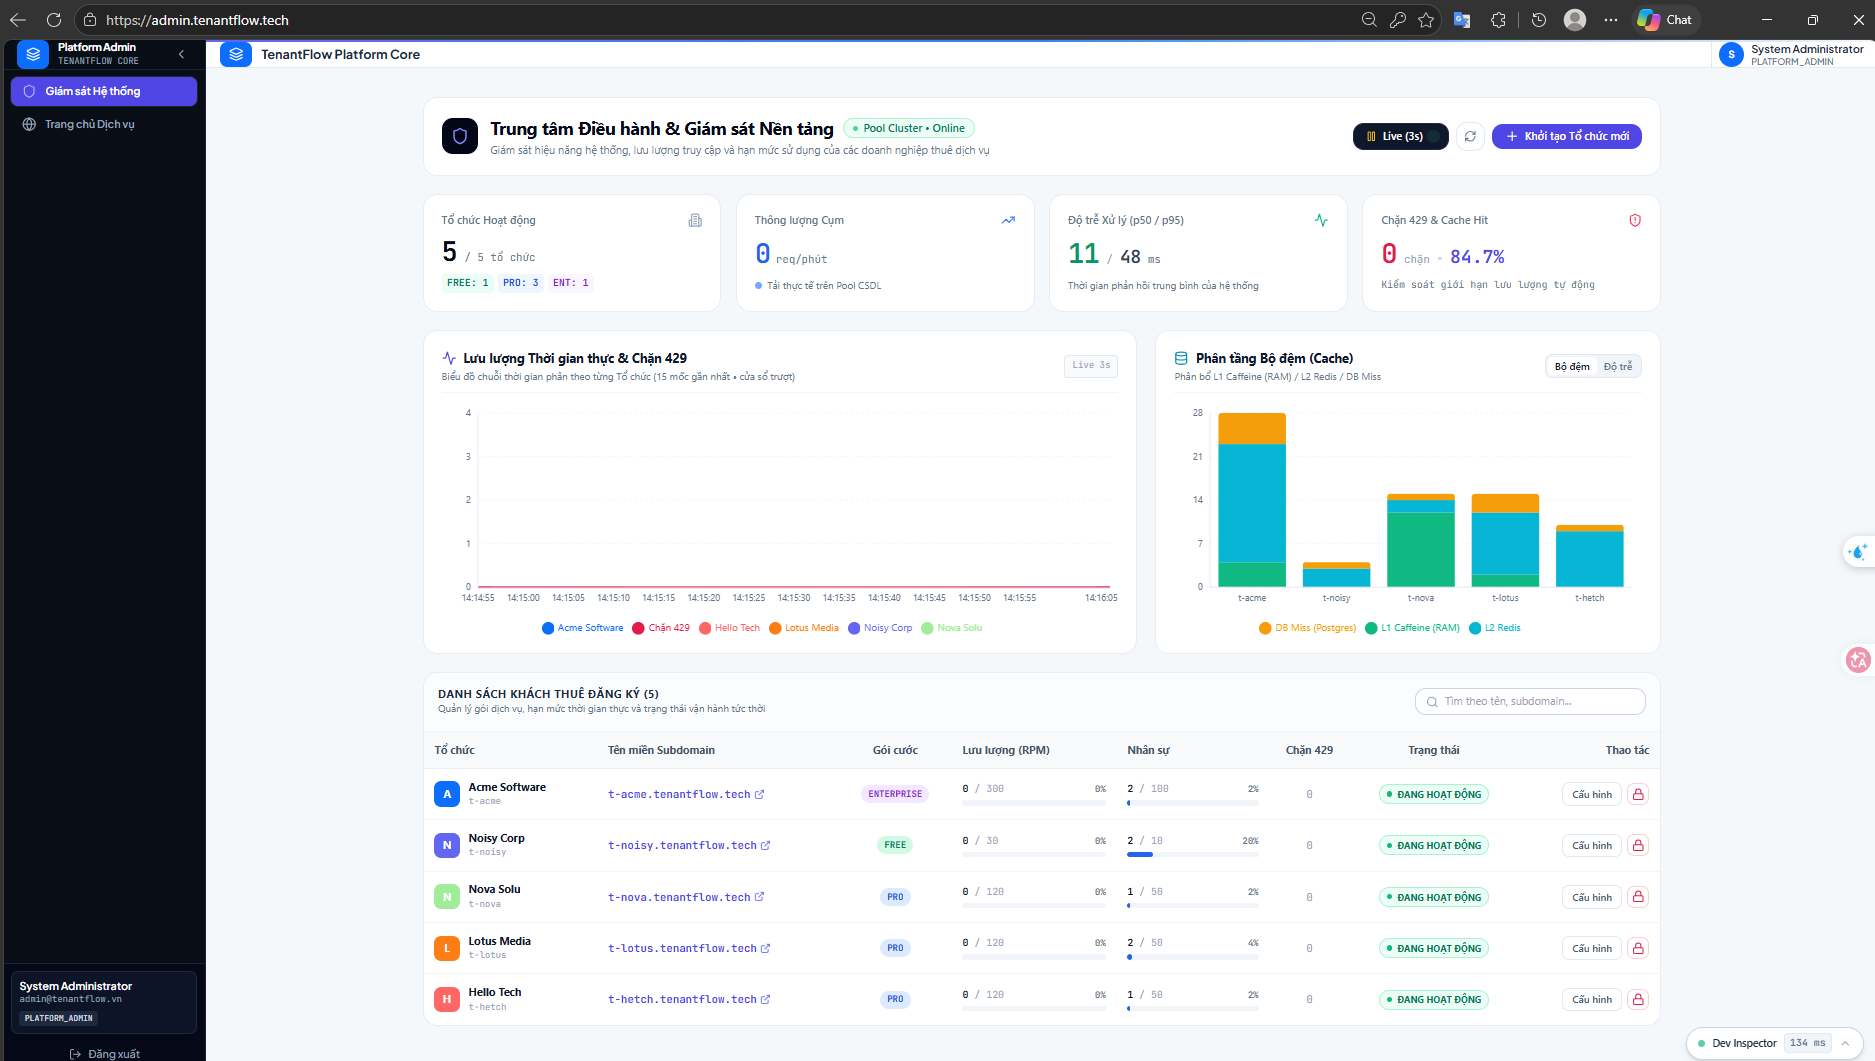 https://admin.tenantflow.tech
Chat
Platform Admin
TENANTFLOW CORE
Giám sát Hệ thống
Trang chủ Dịch vụ
TenantFlow Platform Core
S
System Administrator
PLATFORM_ADMIN
Trung tâm Điều hành & Giám sát Nền tảng
Pool Cluster • Online
Giám sát hiệu năng hệ thống, lưu lượng truy cập và hạn mức sử dụng của các doanh nghiệp thuê dịch vụ
Live (3s)
Khởi tạo Tổ chức mới
Tổ chức Hoạt động
5 / 5 tổ chức
FREE: 1 PRO: 3 ENT: 1
Thông lượng Cụm
0 req/phút
Tải thực tế trên Pool CSDL
Độ trễ Xử lý (p50 / p95)
11 / 48 ms
Thời gian phản hồi trung bình của hệ thống
Chặn 429 & Cache Hit
0 chặn • 84.7%
Kiểm soát giới hạn lưu lượng tự động
Lưu lượng Thời gian thực & Chặn 429
Biểu đồ chuỗi thời gian phân theo từng Tổ chức (15 mốc gần nhất • cửa sổ trượt)
Live 3s
4
3
2
1
0
14:14:55 14:15:00 14:15:05 14:15:10 14:15:15 14:15:20 14:15:25 14:15:30 14:15:35 14:15:40 14:15:45 14:15:50 14:15:55 14:16:05
Acme Software Chặn 429 Hello Tech Lotus Media Noisy Corp Nova Solu
Phân tầng Bộ đệm (Cache)
Phân bổ L1 Caffeine (RAM) / L2 Redis / DB Miss
Bộ đệm Độ trễ
28
21
14
7
0
t-acme t-noisy t-nova t-lotus t-hetch
DB Miss (Postgres) L1 Caffeine (RAM) L2 Redis
DANH SÁCH KHÁCH THUÊ ĐĂNG KÝ (5)
Quản lý gói dịch vụ, hạn mức thời gian thực và trạng thái vận hành tức thời
Tìm theo tên, subdomain...
Tổ chức Tên miền Subdomain Gói cước Lưu lượng (RPM) Nhân sự Chặn 429 Trạng thái Thao tác
A Acme Software t-acme.tenantflow.tech ENTERPRISE 0 / 300 0% 2 / 100 2% 0 ĐANG HOẠT ĐỘNG Cấu hình
t-acme
N Noisy Corp t-noisy.tenantflow.tech FREE 0 / 30 0% 2 / 10 20% 0 ĐANG HOẠT ĐỘNG Cấu hình
t-noisy
N Nova Solu t-nova.tenantflow.tech PRO 0 / 120 0% 1 / 50 2% 0 ĐANG HOẠT ĐỘNG Cấu hình
t-nova
L Lotus Media t-lotus.tenantflow.tech PRO 0 / 120 0% 2 / 50 4% 0 ĐANG HOẠT ĐỘNG Cấu hình
t-lotus
H Hello Tech t-hetch.tenantflow.tech PRO 0 / 120 0% 1 / 50 2% 0 ĐANG HOẠT ĐỘNG Cấu hình
t-hetch
System Administrator
admin@tenantflow.vn
PLATFORM_ADMIN
Đăng xuất
Dev Inspector 134 ms